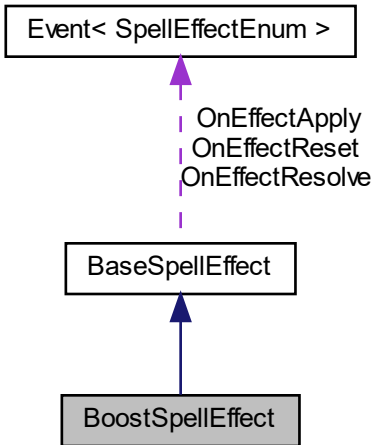 Event< SpellEffectEnum >
OnEffectApply
OnEffectReset
OnEffectResolve
BaseSpellEffect
BoostSpellEffect